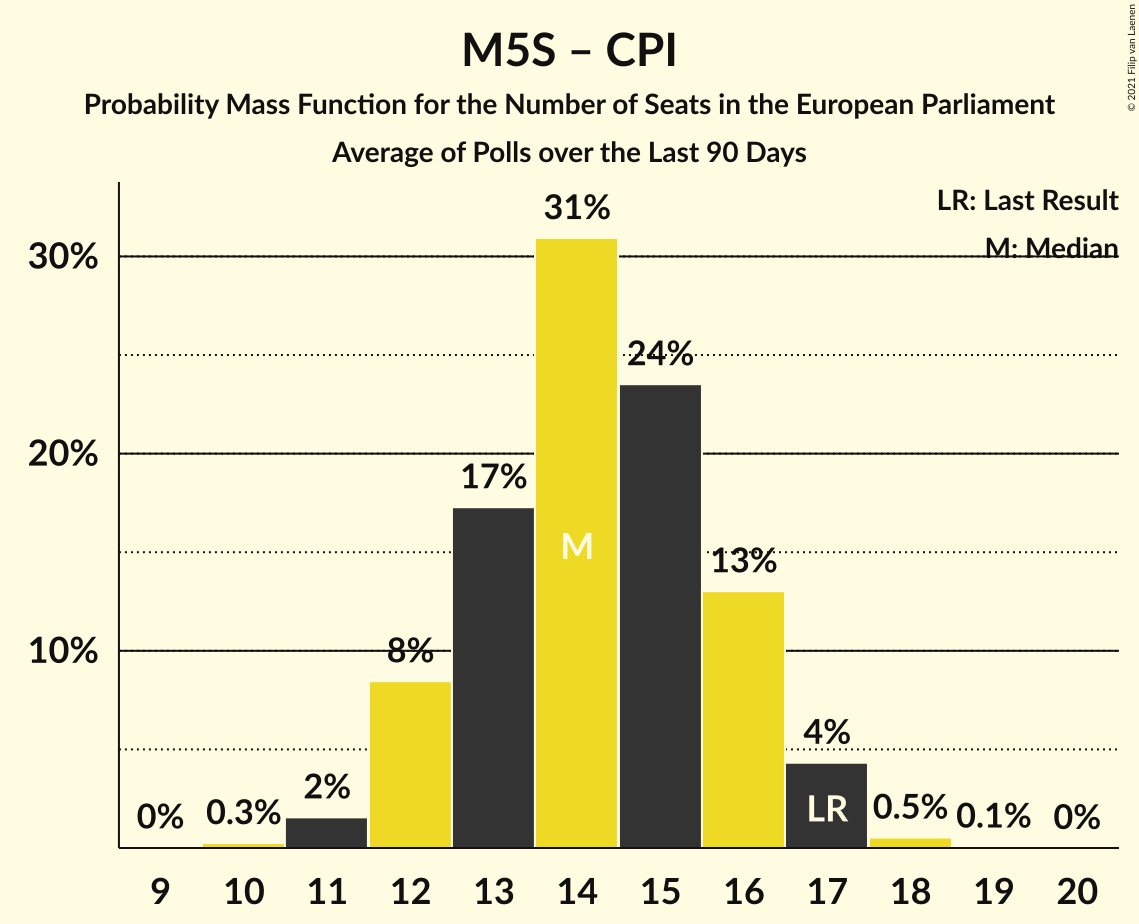 M5S – CPI
Probability Mass Function for the Number of Seats in the European Parliament
Average of Polls over the Last 90 Days
© 2021 Filip van Laenen
LR: Last Result
M: Median
30%
20%
10%
0%
0.3%
2%
8%
17%
31%
24%
13%
4%
0.5%
0.1%
0%
M
LR
9 10 11 12 13 14 15 16 17 18 19 20